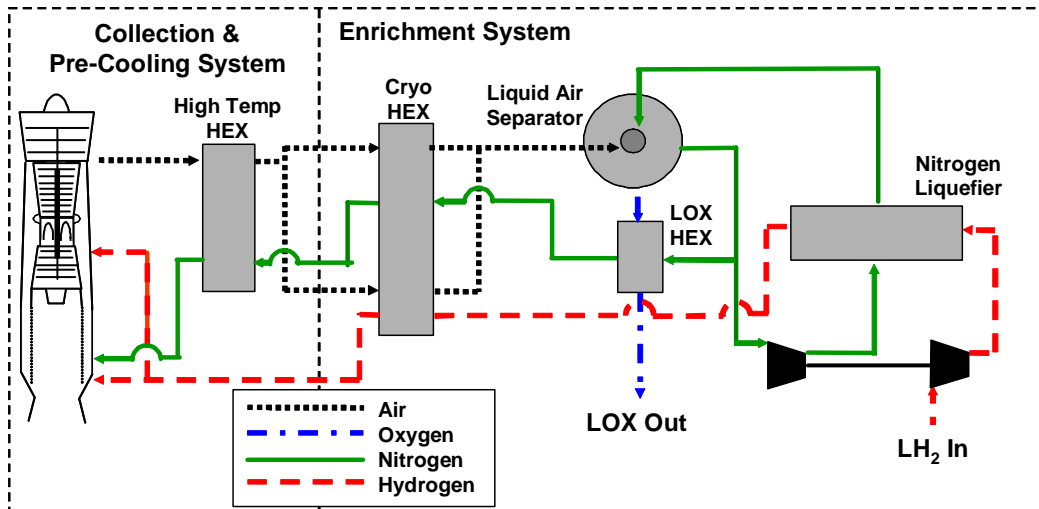 Collection &
Pre-Cooling System
Enrichment System
High Temp
HEX
Cryo
HEX
Liquid Air
Separator
Nitrogen
Liquefier
LOX
HEX
LOX Out
LH₂ In
Air
Oxygen
Nitrogen
Hydrogen